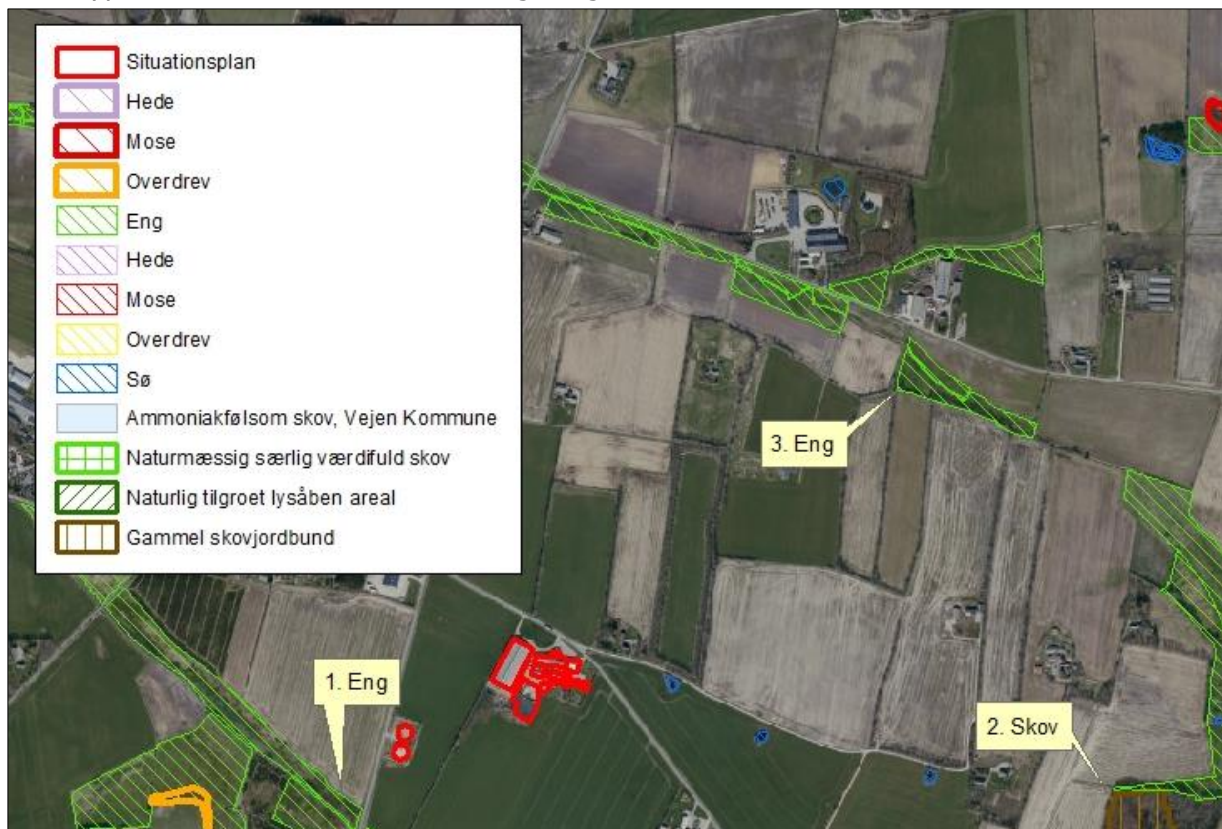 Situationsplan
Hede
Mose
Overdrev
Eng
Hede
Mose
Overdrev
Sø
Ammoniakfølsom skov, Vejen Kommune
Naturmæssig særlig værdifuld skov
Naturlig tilgroet lysåben areal
Gammel skovjordbund
3. Eng
1. Eng
2. Skov